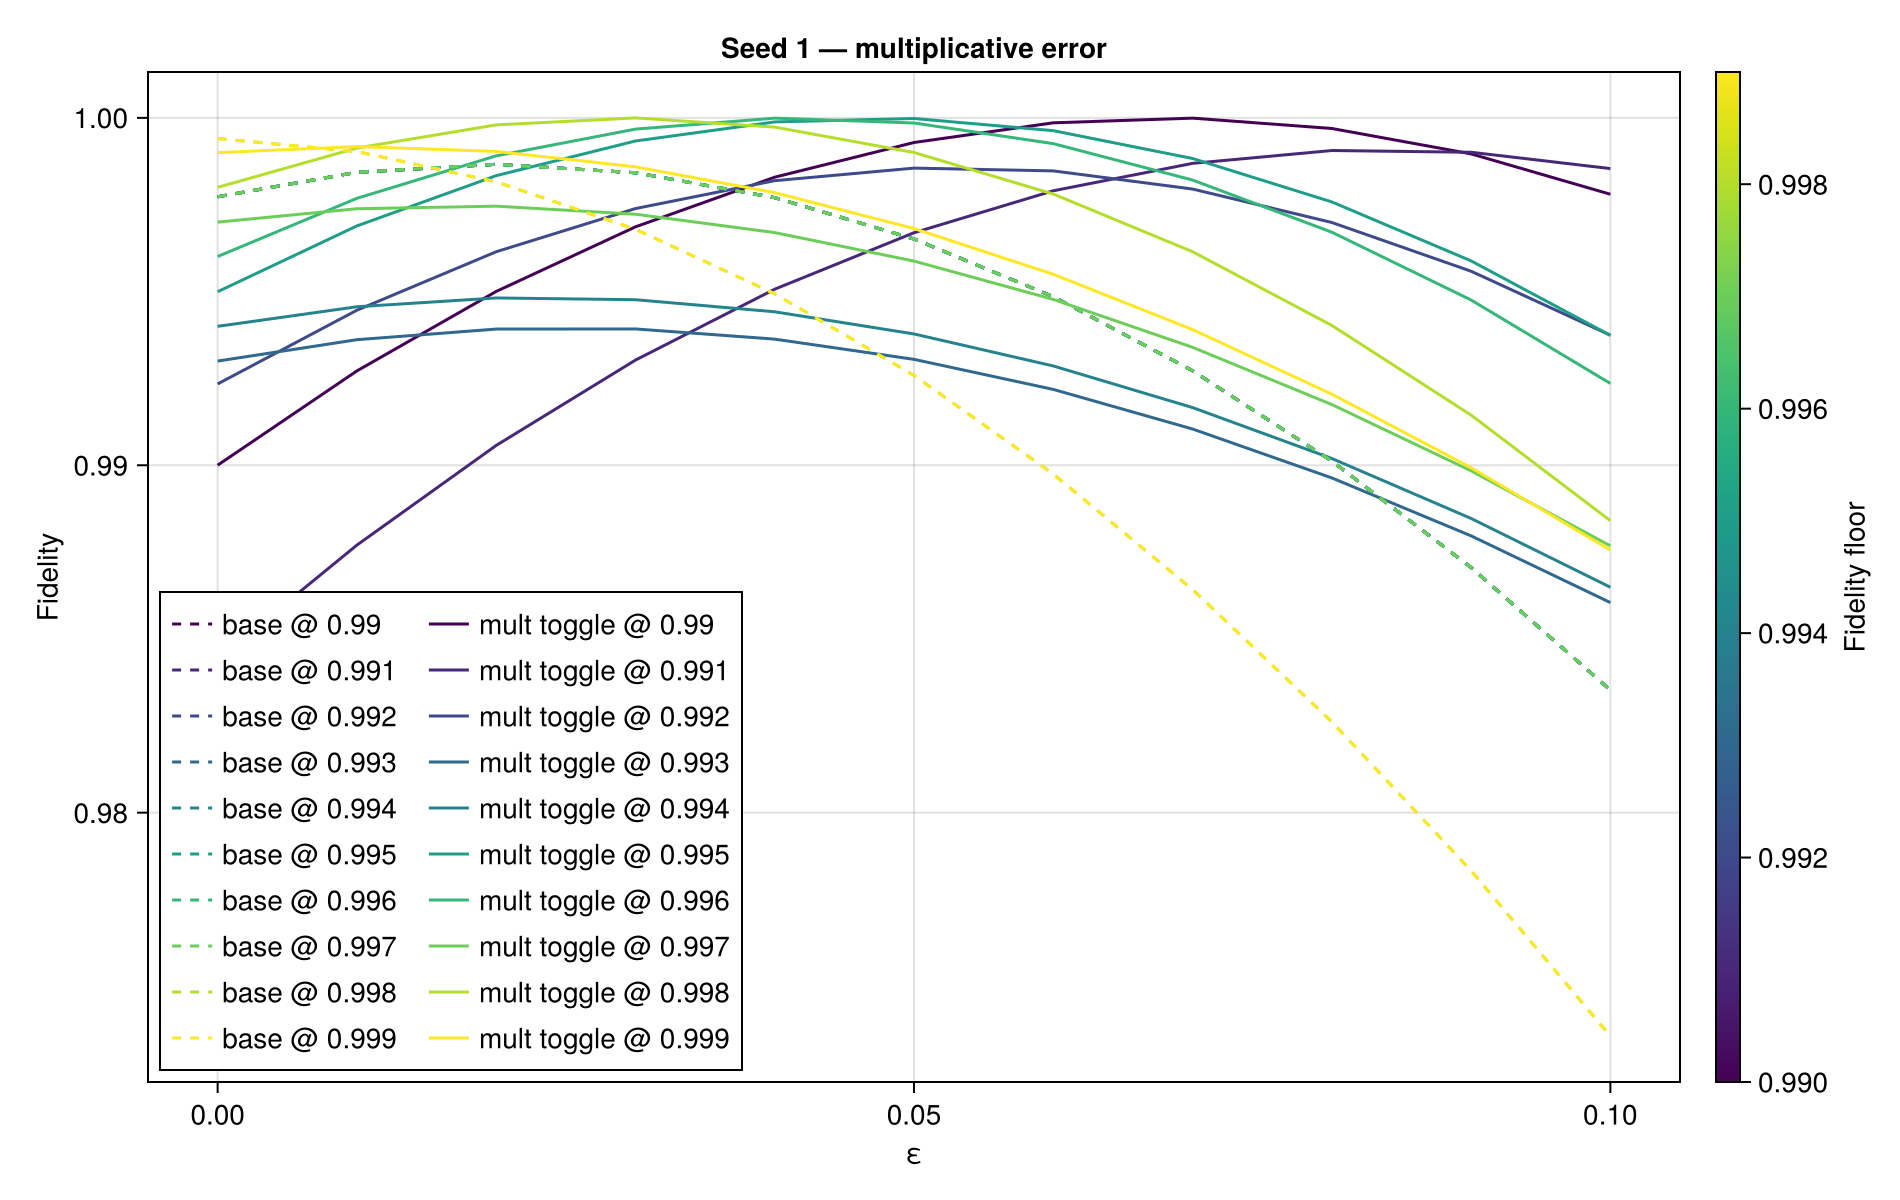 Seed 1 — multiplicative error
1.00
0.99
0.98
Fidelity
0.00
0.05
0.10
ε
base @ 0.99
base @ 0.991
base @ 0.992
base @ 0.993
base @ 0.994
base @ 0.995
base @ 0.996
base @ 0.997
base @ 0.998
base @ 0.999
mult toggle @ 0.99
mult toggle @ 0.991
mult toggle @ 0.992
mult toggle @ 0.993
mult toggle @ 0.994
mult toggle @ 0.995
mult toggle @ 0.996
mult toggle @ 0.997
mult toggle @ 0.998
mult toggle @ 0.999
0.998
0.996
0.994
0.992
0.990
Fidelity floor